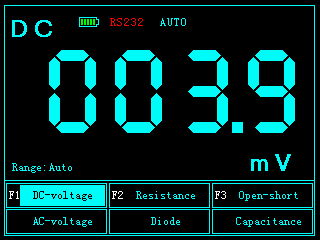 DC RS232 AUTO
003.9
Range:Auto mV
F1 DC-voltage F2 Resistance F3 Open-short
AC-voltage Diode Capacitance